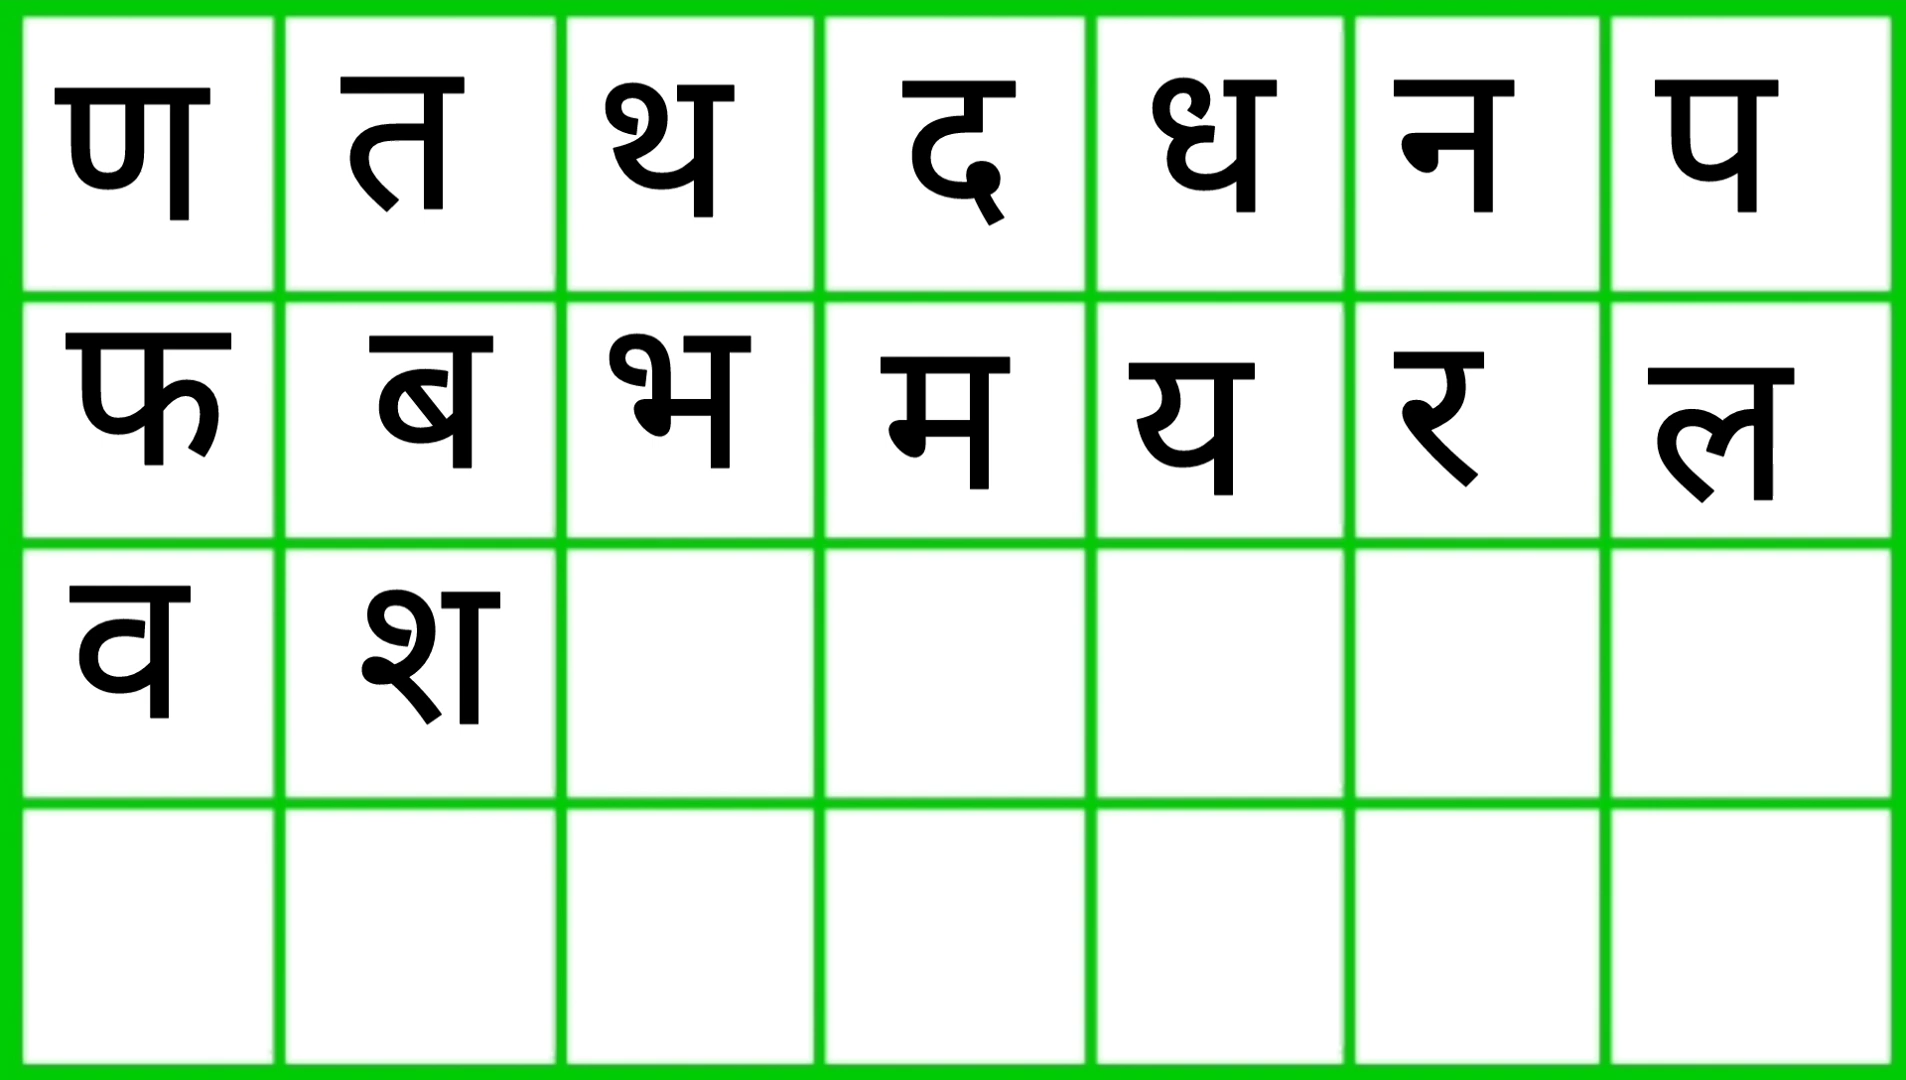 ण त थ द ध न प
फ ब भ म य र ल
व श